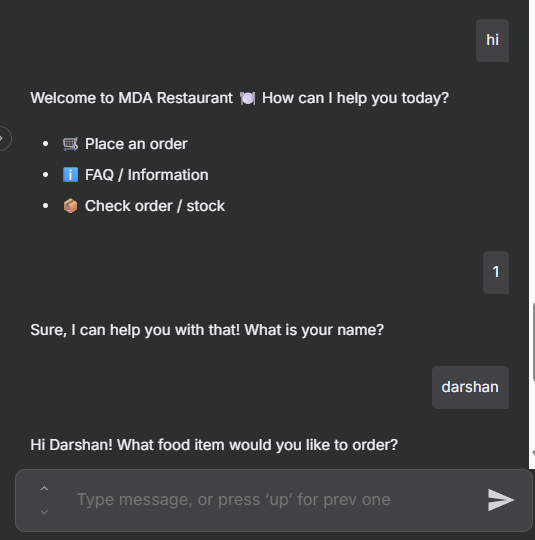 hi
Welcome to MDA Restaurant 🍽️ How can I help you today?
• 🛒 Place an order
• ℹ️ FAQ / Information
• 📦 Check order / stock
1
Sure, I can help you with that! What is your name?
darshan
Hi Darshan! What food item would you like to order?
Type message, or press ‘up’ for prev one